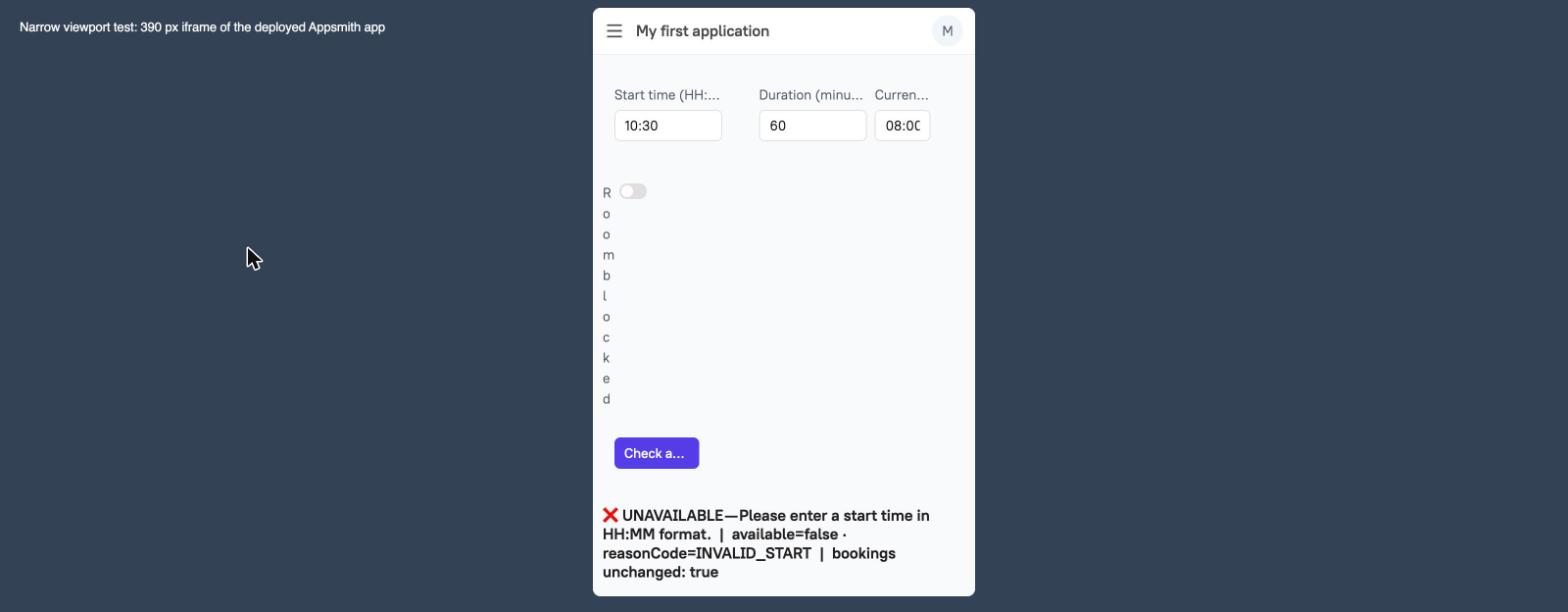 Narrow viewport test: 390 px iframe of the deployed Appsmith app
My first application
M
Start time (HH:...
Duration (minu...
Curren...
10:30
60
08:00
R
o
o
m
b
l
o
c
k
e
d
Check a...
❌ UNAVAILABLE—Please enter a start time in
HH:MM format. | available=false ·
reasonCode=INVALID_START | bookings
unchanged: true